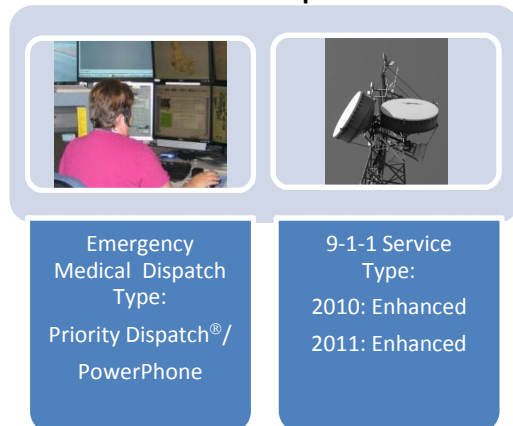 Emergency
Medical Dispatch
Type:
Priority Dispatch®/
PowerPhone
9-1-1 Service
Type:
2010: Enhanced
2011: Enhanced